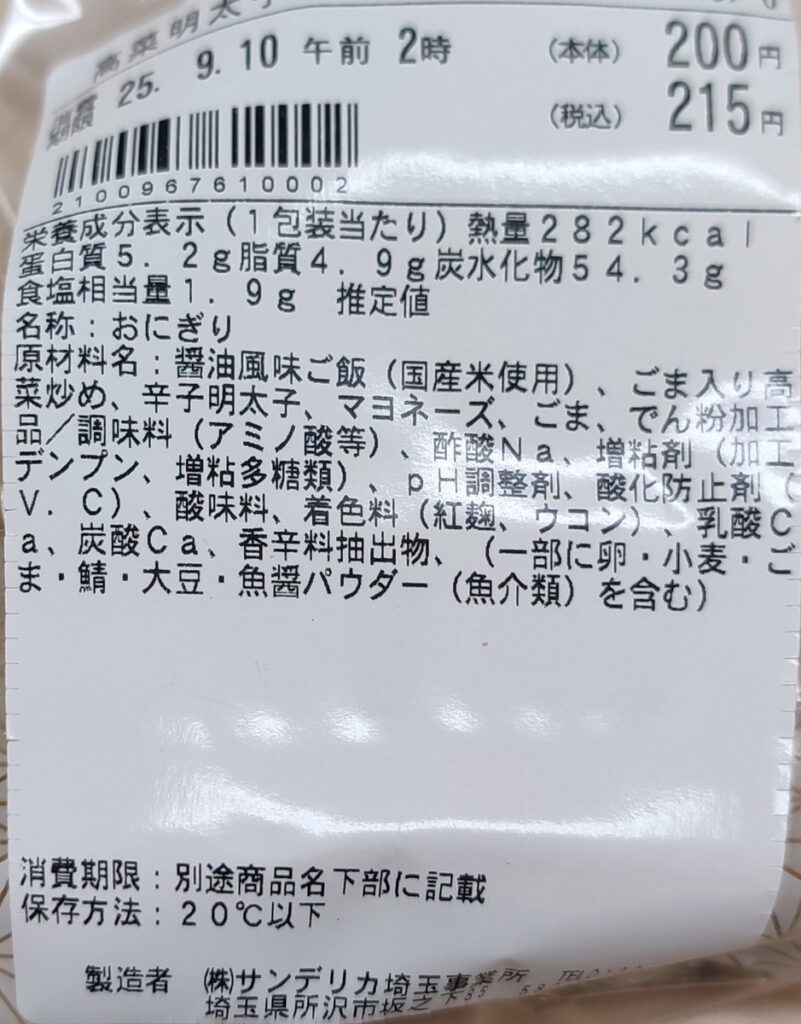 高菜明太子
消費期限 25. 9.10 午前 2時
(本体) 200円
(税込) 215円
2100967610002
栄養成分表示(1包装当たり)熱量282kcal
蛋白質5.2g脂質4.9g炭水化物54.3g
食塩相当量1.9g 推定値
名称:おにぎり
原材料名:醤油風味ご飯(国産米使用)、ごま入り高
菜炒め、辛子明太子、マヨネーズ、ごま、でん粉加工
品/調味料(アミノ酸等)、酢酸Na、増粘剤(加工
デンプン、増粘多糖類)、pH調整剤、酸化防止剤(
V.C)、酸味料、着色料(紅麹、ウコン)、乳酸C
a、炭酸Ca、香辛料抽出物、(一部に卵・小麦・ご
ま・鯖・大豆・魚醤パウダー(魚介類)を含む)
消費期限:別途商品名下部に記載
保存方法:20℃以下
製造者 (株)サンデリカ埼玉事業所 TEL
埼玉県所沢市坂之下